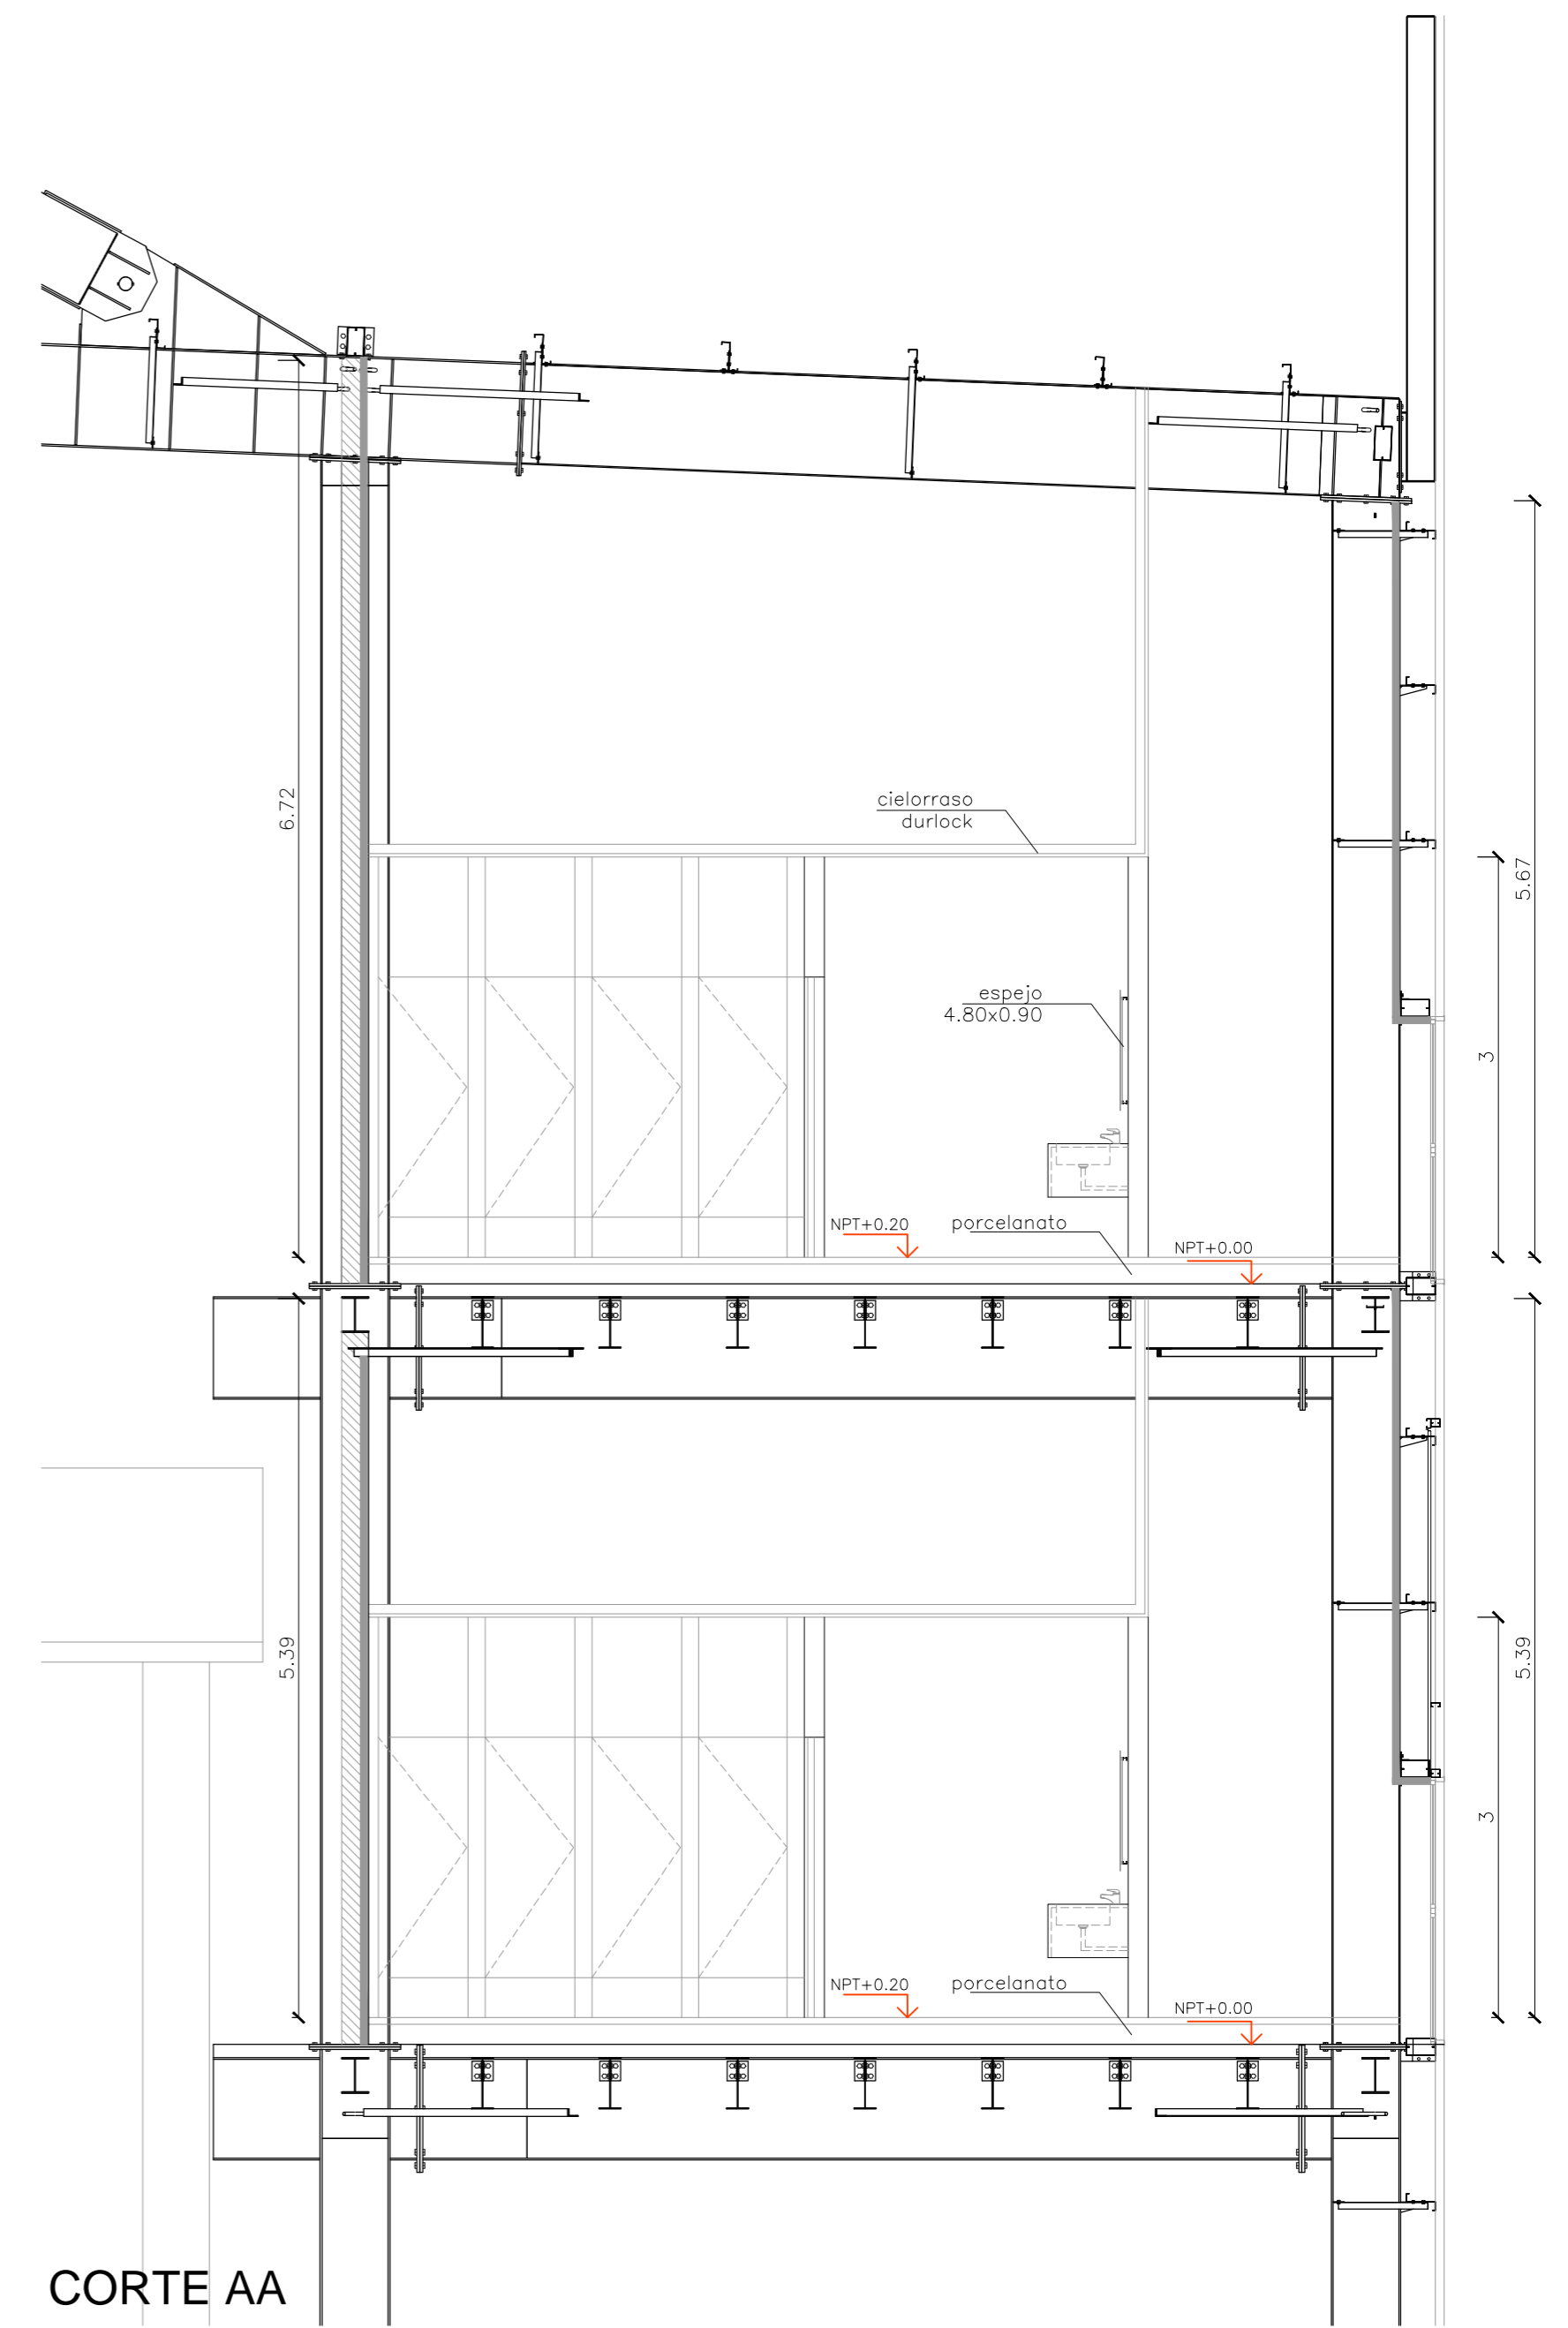 cielorraso
durlock
6.72
5.67
espejo
4.80x0.90
3
NPT+0.20
porcelanato
NPT+0.00
5.39
5.39
3
NPT+0.20
porcelanato
NPT+0.00
CORTE AA